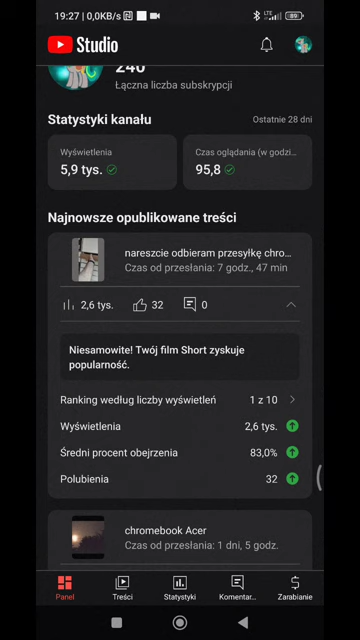 19:27 | 0,0KB/s
LTE
89
Studio
240
Łączna liczba subskrypcji
Statystyki kanału
Ostatnie 28 dni
Wyświetlenia
5,9 tys.
Czas oglądania (w godzi...
95,8
Najnowsze opublikowane treści
nareszcie odbieram przesyłkę chro...
Czas od przesłania: 7 godz., 47 min
2,6 tys.
32
0
Niesamowite! Twój film Short zyskuje
popularność.
Ranking według liczby wyświetleń
1 z 10
Wyświetlenia
2,6 tys.
Średni procent obejrzenia
83,0%
Polubienia
32
chromebook Acer
Czas od przesłania: 1 dni, 5 godz.
Panel
Treści
Statystyki
Komentar...
Zarabianie